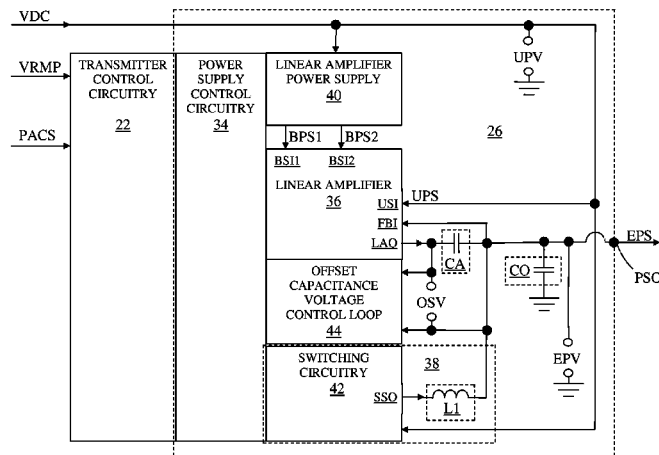 VDC
VRMP
PACS
TRANSMITTER
CONTROL
CIRCUITRY
22
POWER
SUPPLY
CONTROL
CIRCUITRY
34
LINEAR AMPLIFIER
POWER SUPPLY
40
UPV
26
BPS1
BPS2
BSI1
BSI2
LINEAR AMPLIFIER
36
USI
UPS
FBI
LAO
CA
EPS
CO
PSO
OFFSET
CAPACITANCE
VOLTAGE
CONTROL LOOP
44
OSV
EPV
SWITCHING
CIRCUITRY
42
38
SSO
L1